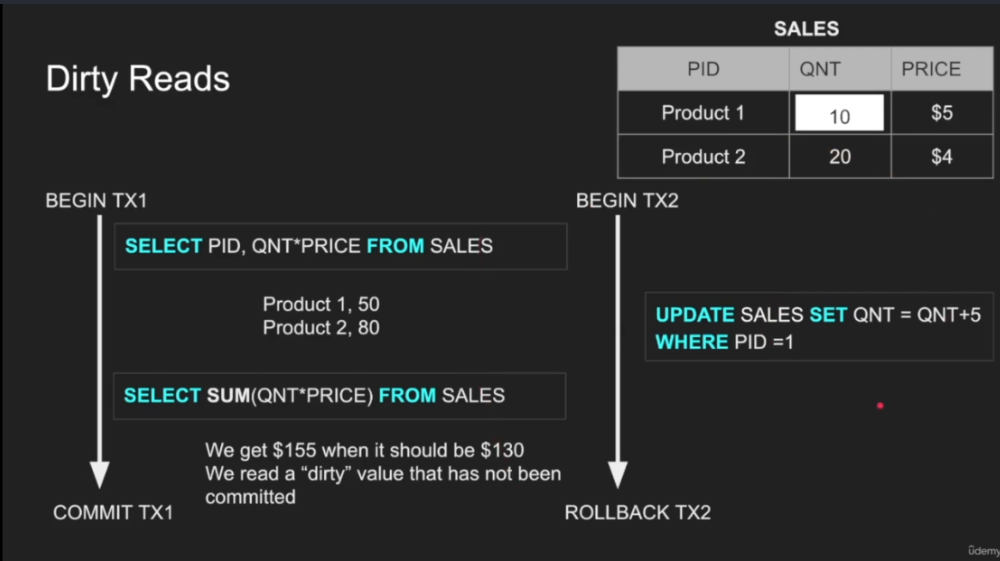 SALES
Dirty Reads
PID QNT PRICE
Product 1 10 $5
Product 2 20 $4
BEGIN TX1
BEGIN TX2
SELECT PID, QNT*PRICE FROM SALES
Product 1, 50
Product 2, 80
UPDATE SALES SET QNT = QNT+5
WHERE PID =1
SELECT SUM(QNT*PRICE) FROM SALES
We get $155 when it should be $130
We read a “dirty” value that has not been
committed
COMMIT TX1
ROLLBACK TX2
ûdemy